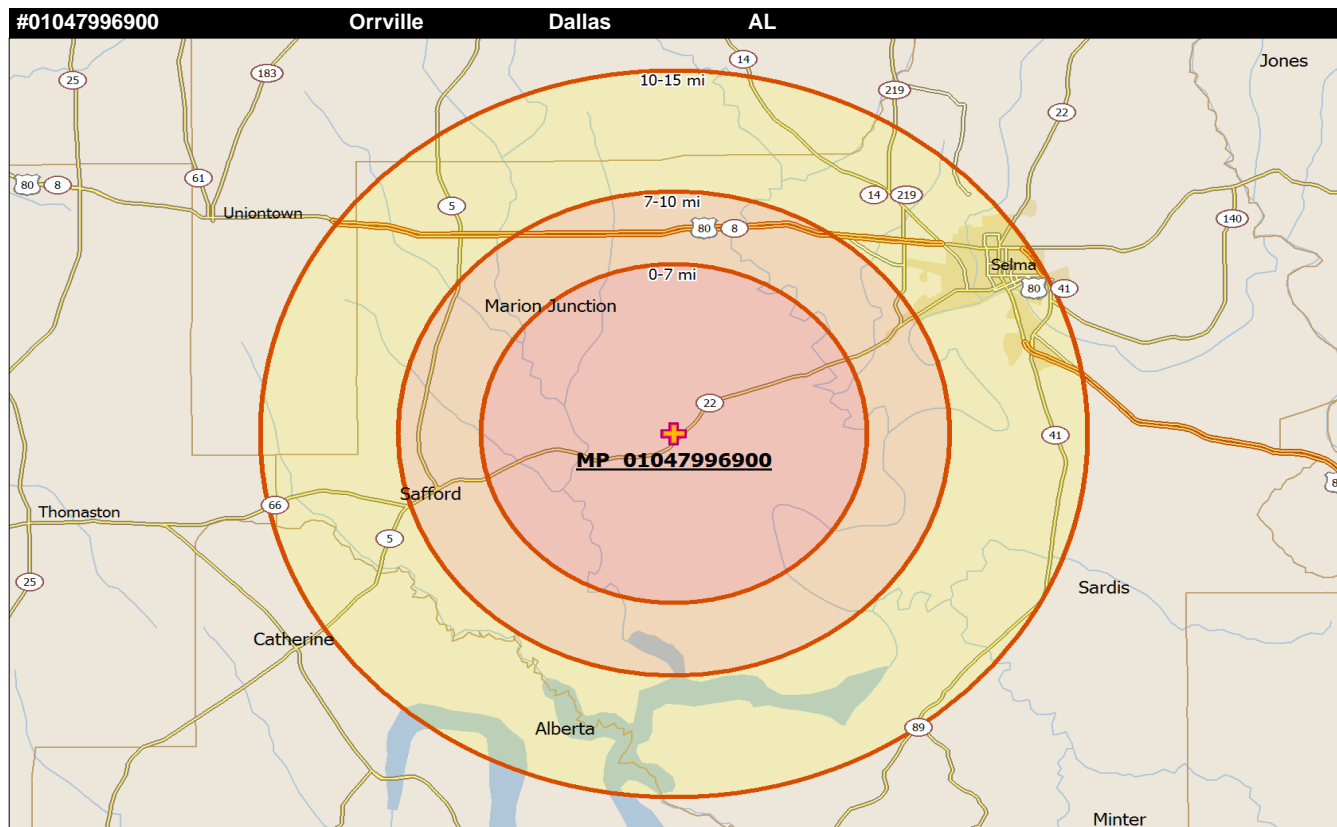 #01047996900 Orrville Dallas AL
14
Jones
25
183
10-15 mi
219
22
80 8
61
5
7-10 mi
14 219
Uniontown
80 8
140
0-7 mi
Selma
80 41
Marion Junction
22
41
MP 01047996900
Safford
66
Thomaston
5
25
Sardis
Catherine
Alberta
89
Minter